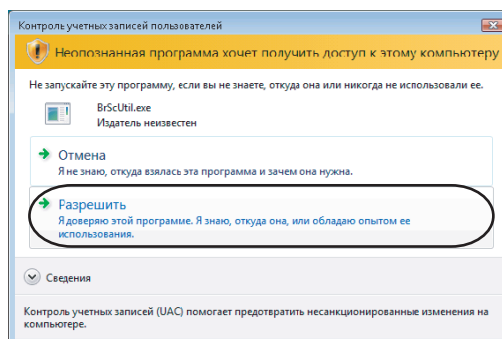 Контроль учетных записей пользователей
Неопознанная программа хочет получить доступ к этому компьютеру
Не запускайте эту программу, если вы не знаете, откуда она или никогда не использовали ее.
BrScUtil.exe
Издатель неизвестен
Отмена
Я не знаю, откуда взялась эта программа и зачем она нужна.
Разрешить
Я доверяю этой программе. Я знаю, откуда она, или обладаю опытом ее
использования.
Сведения
Контроль учетных записей (UAC) помогает предотвратить несанкционированные изменения на
компьютере.